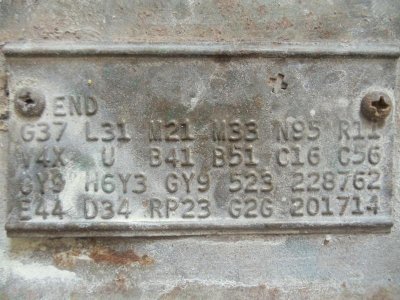 END
G37 L31 M21 M33 N95 R11
V4X U B41 B51 C16 C56
GY9 H6Y3 GY9 523 228762
E44 D34 RP23 G2G 201714